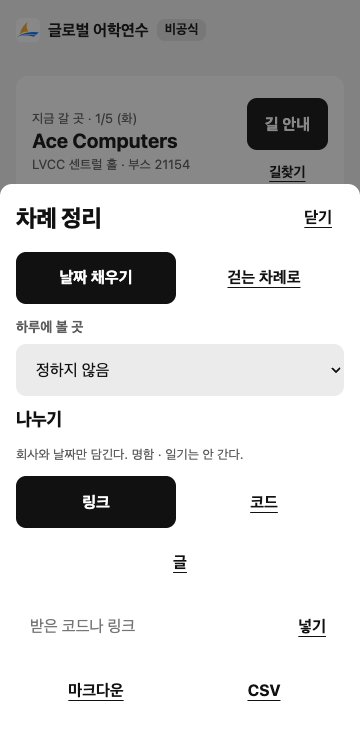 글로벌 어학연수 비공식
지금 갈 곳 · 1/5 (화)
Ace Computers
LVCC 센트럴 홀 · 부스 21154
길 안내
길찾기
차례 정리
닫기
날짜 채우기
걷는 차례로
하루에 볼 곳
정하지 않음
나누기
회사와 날짜만 담긴다. 명함 · 일기는 안 간다.
링크
코드
글
받은 코드나 링크
넣기
마크다운
CSV